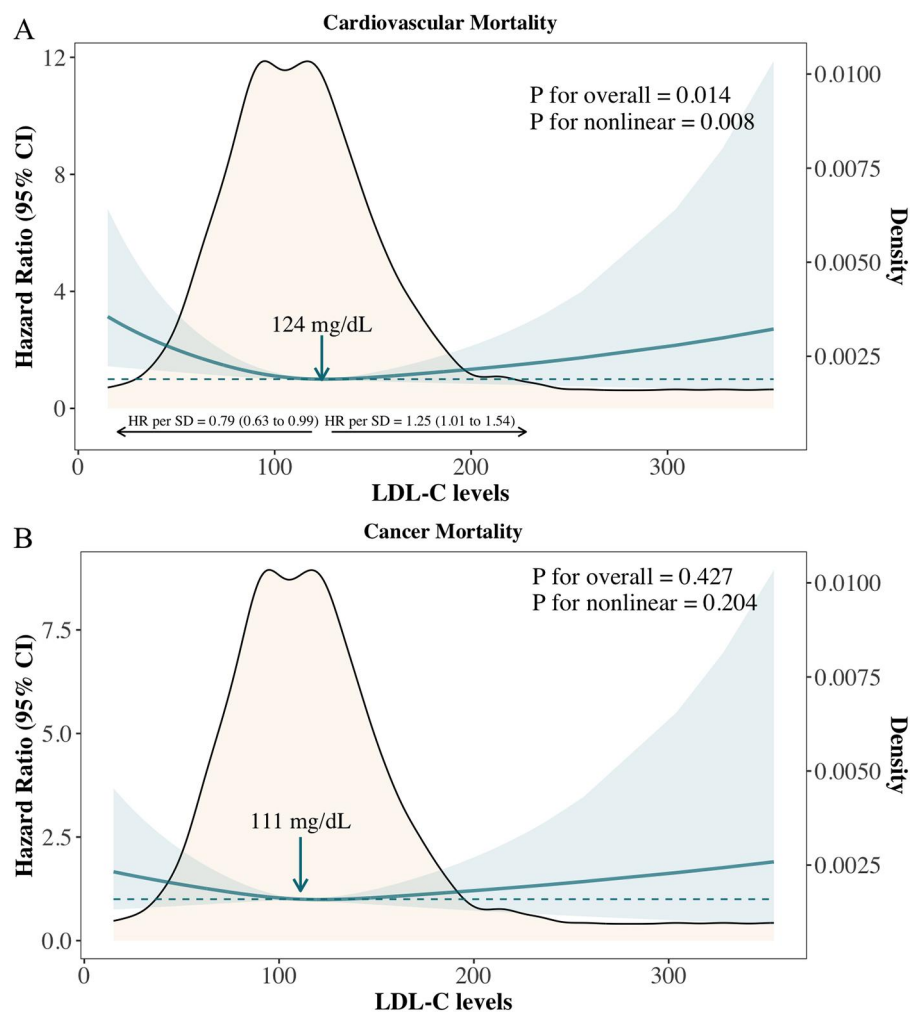 A
Cardiovascular Mortality
Hazard Ratio (95% CI)
12
8
4
0
P for overall = 0.014
P for nonlinear = 0.008
124 mg/dL
HR per SD = 0.79 (0.63 to 0.99) HR per SD = 1.25 (1.01 to 1.54)
0.0100
0.0075
0.0050
0.0025
Density
0 100 200 300
LDL-C levels
B
Cancer Mortality
Hazard Ratio (95% CI)
7.5
5.0
2.5
0.0
P for overall = 0.427
P for nonlinear = 0.204
111 mg/dL
0.0100
0.0075
0.0050
0.0025
Density
0 100 200 300
LDL-C levels